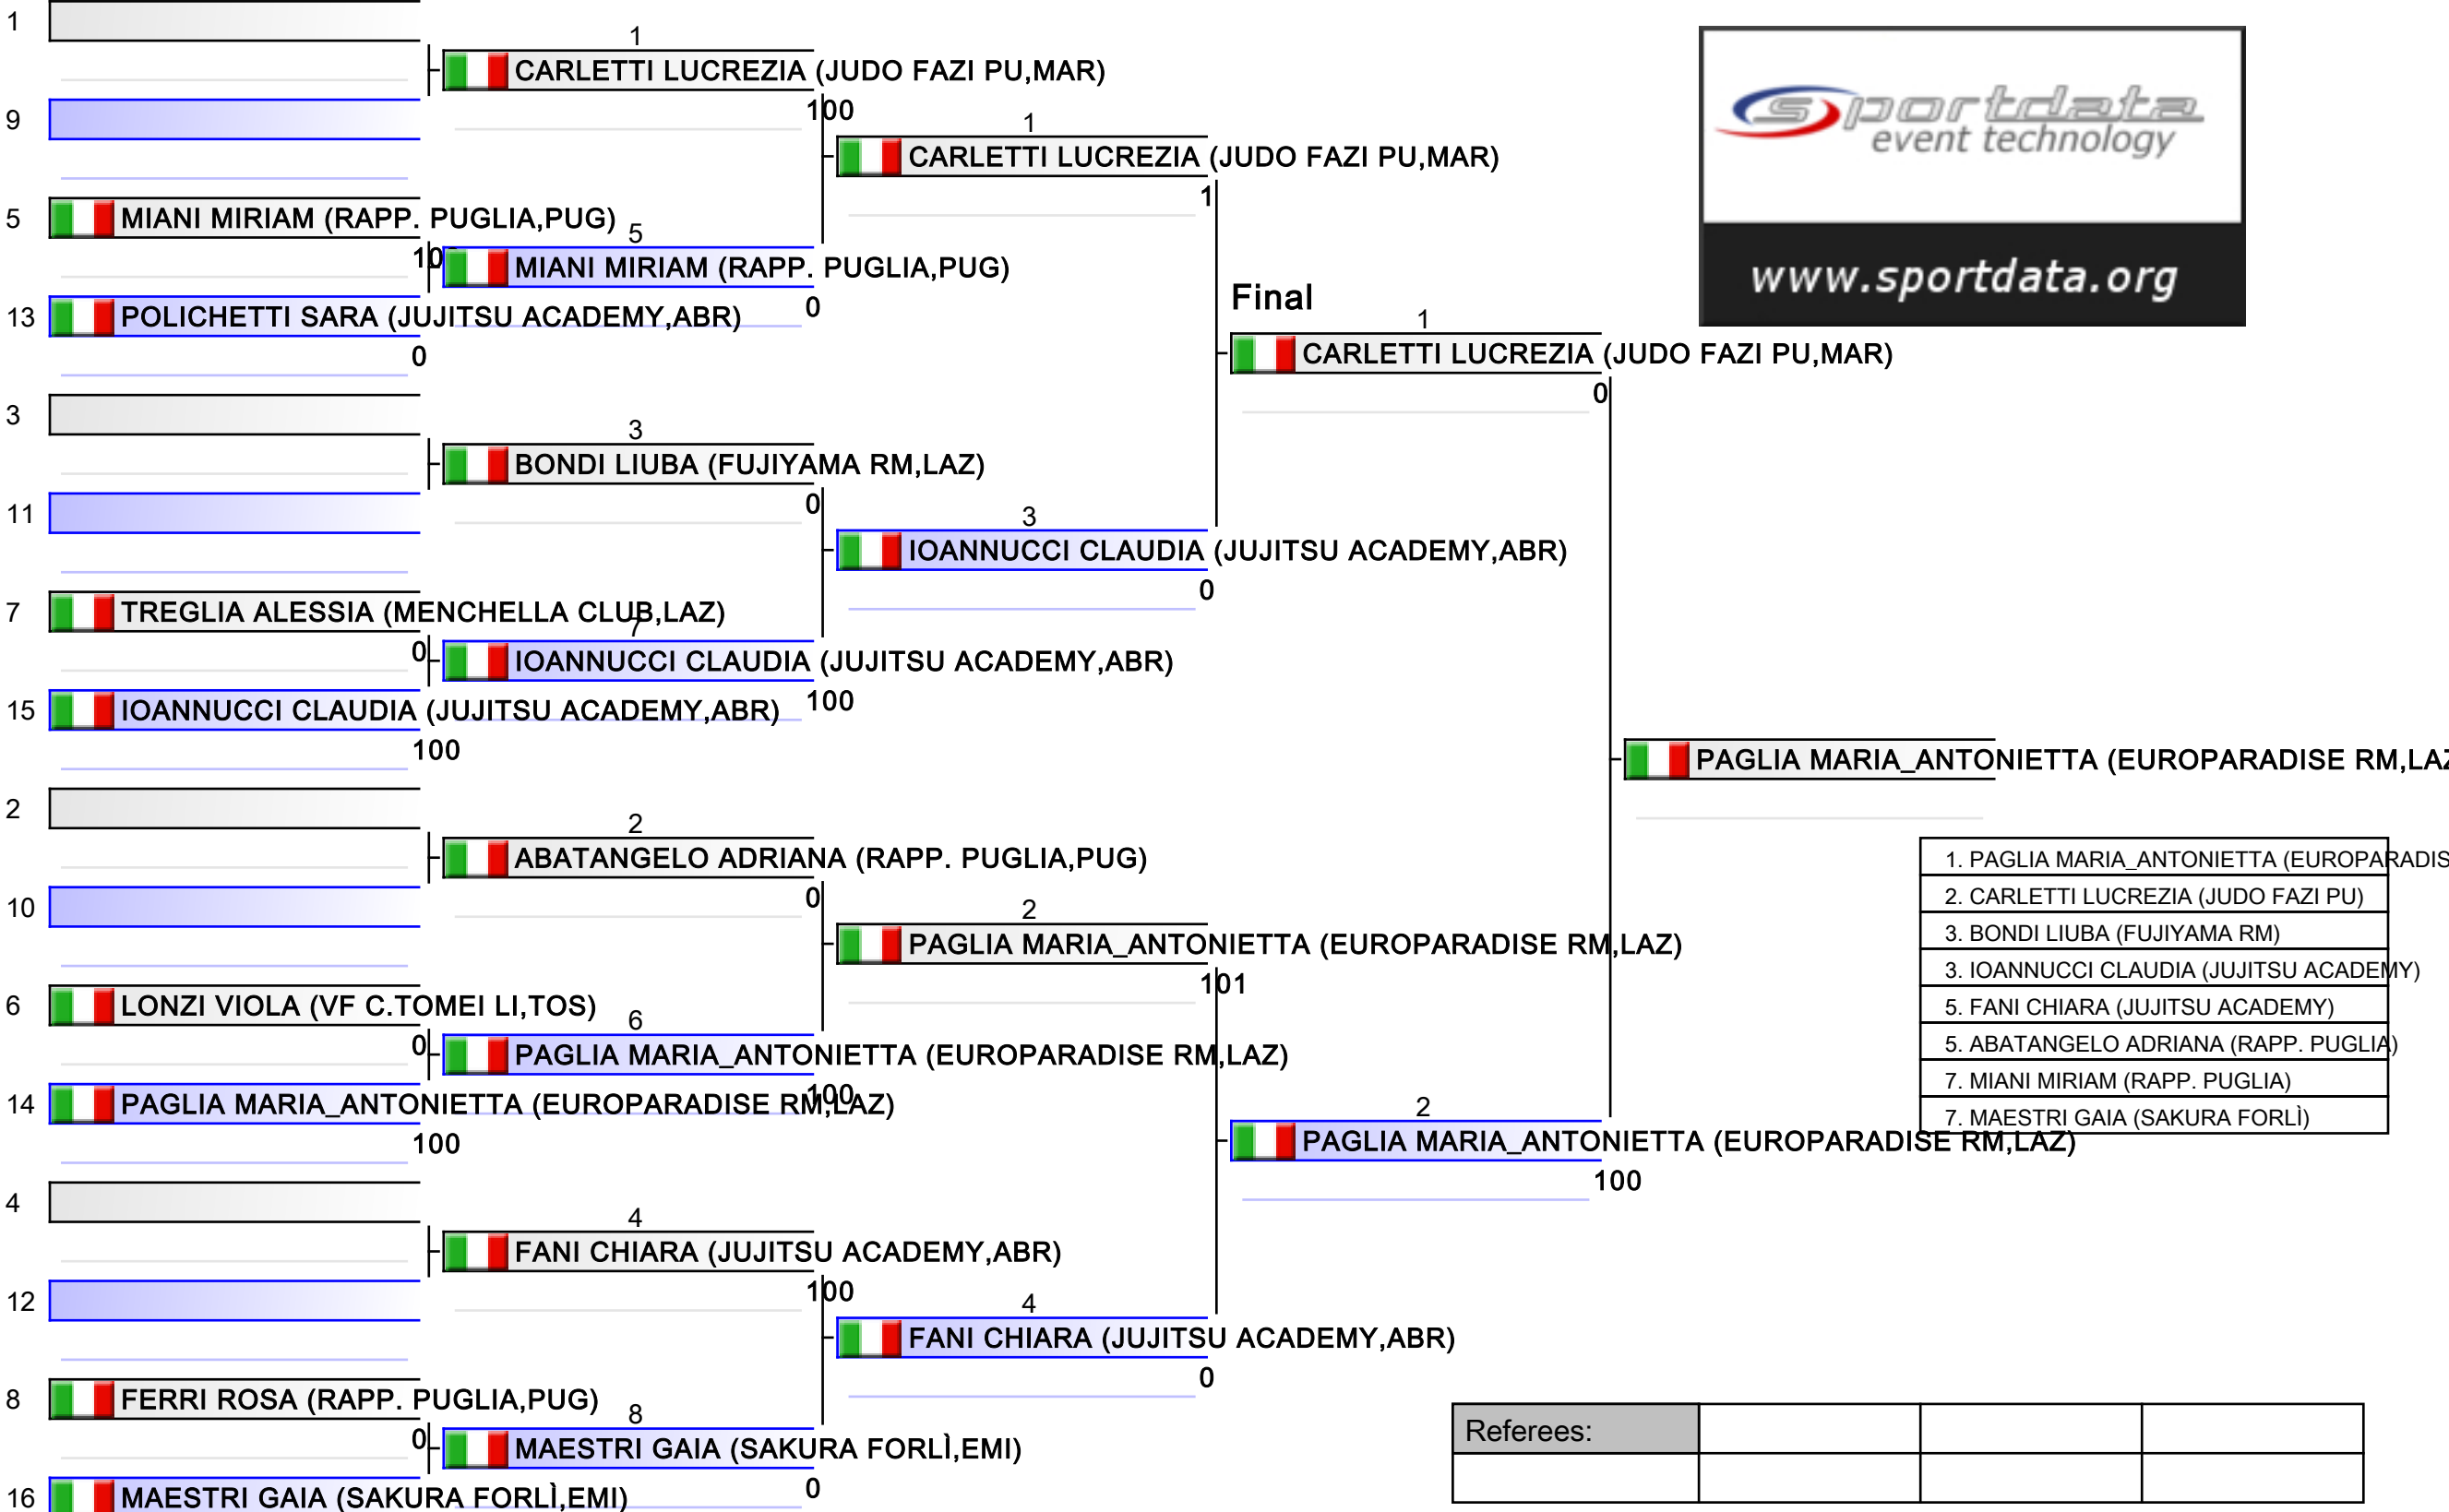 1
1
CARLETTI LUCREZIA (JUDO FAZI PU,MAR)
100
9
1
CARLETTI LUCREZIA (JUDO FAZI PU,MAR)
1
5
MIANI MIRIAM (RAPP. PUGLIA,PUG)
5
MIANI MIRIAM (RAPP. PUGLIA,PUG)
0
13
POLICHETTI SARA (JUJITSU ACADEMY,ABR)
0
sportdata
event technology
www.sportdata.org
Final
1
CARLETTI LUCREZIA (JUDO FAZI PU,MAR)
0
3
3
BONDI LIUBA (FUJIYAMA RM,LAZ)
0
11
3
IOANNUCCI CLAUDIA (JUJITSU ACADEMY,ABR)
0
7
TREGLIA ALESSIA (MENCHELLA CLUB,LAZ)
0
7
IOANNUCCI CLAUDIA (JUJITSU ACADEMY,ABR)
100
15
IOANNUCCI CLAUDIA (JUJITSU ACADEMY,ABR)
100
PAGLIA MARIA_ANTONIETTA (EUROPARADISE RM,LAZ
2
2
ABATANGELO ADRIANA (RAPP. PUGLIA,PUG)
0
10
2
PAGLIA MARIA_ANTONIETTA (EUROPARADISE RM,LAZ)
101
6
LONZI VIOLA (VF C.TOMEI LI,TOS)
0
6
PAGLIA MARIA_ANTONIETTA (EUROPARADISE RM,LAZ)
100
14
PAGLIA MARIA_ANTONIETTA (EUROPARADISE RM,LAZ)
100
2
PAGLIA MARIA_ANTONIETTA (EUROPARADISE RM,LAZ)
100
1. PAGLIA MARIA_ANTONIETTA (EUROPARADIS
2. CARLETTI LUCREZIA (JUDO FAZI PU)
3. BONDI LIUBA (FUJIYAMA RM)
3. IOANNUCCI CLAUDIA (JUJITSU ACADEMY)
5. FANI CHIARA (JUJITSU ACADEMY)
5. ABATANGELO ADRIANA (RAPP. PUGLIA)
7. MIANI MIRIAM (RAPP. PUGLIA)
7. MAESTRI GAIA (SAKURA FORLÌ)
4
4
FANI CHIARA (JUJITSU ACADEMY,ABR)
100
12
4
FANI CHIARA (JUJITSU ACADEMY,ABR)
0
8
FERRI ROSA (RAPP. PUGLIA,PUG)
0
8
MAESTRI GAIA (SAKURA FORLÌ,EMI)
0
16
MAESTRI GAIA (SAKURA FORLÌ,EMI)
Referees: